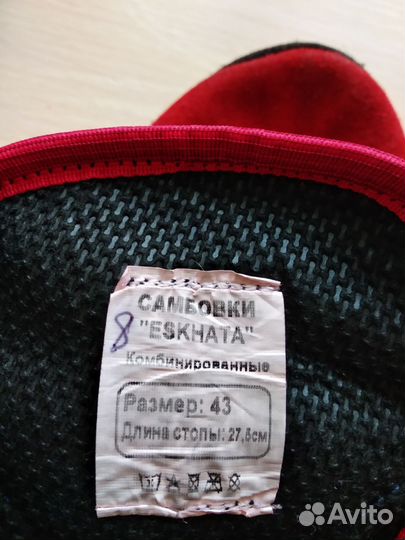 САМБОВКИ
"ESKHATA"
8
Комбинированные
Размер: 43
Длина стопы: 27,5см
Avito